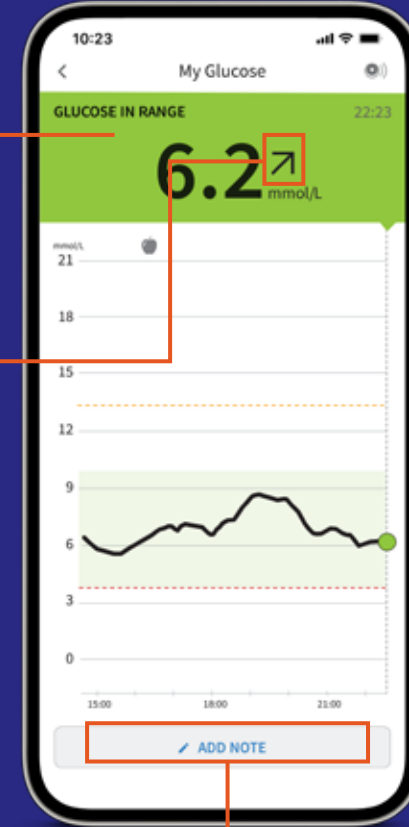 10:23
My Glucose
GLUCOSE IN RANGE 22:23
6.2
mmol/L
mmol/L
21
18
15
12
9
6
3
0
15:00 18:00 21:00
ADD NOTE